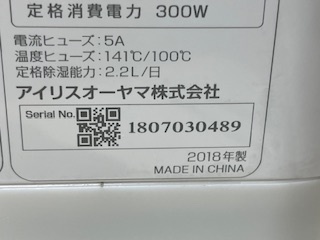 定格消費電力 300W
電流ヒューズ:5A
温度ヒューズ:141℃/100℃
定格除湿能力:2.2L/日
アイリスオーヤマ株式会社
Serial No.
1807030489
2018年製
MADE IN CHINA